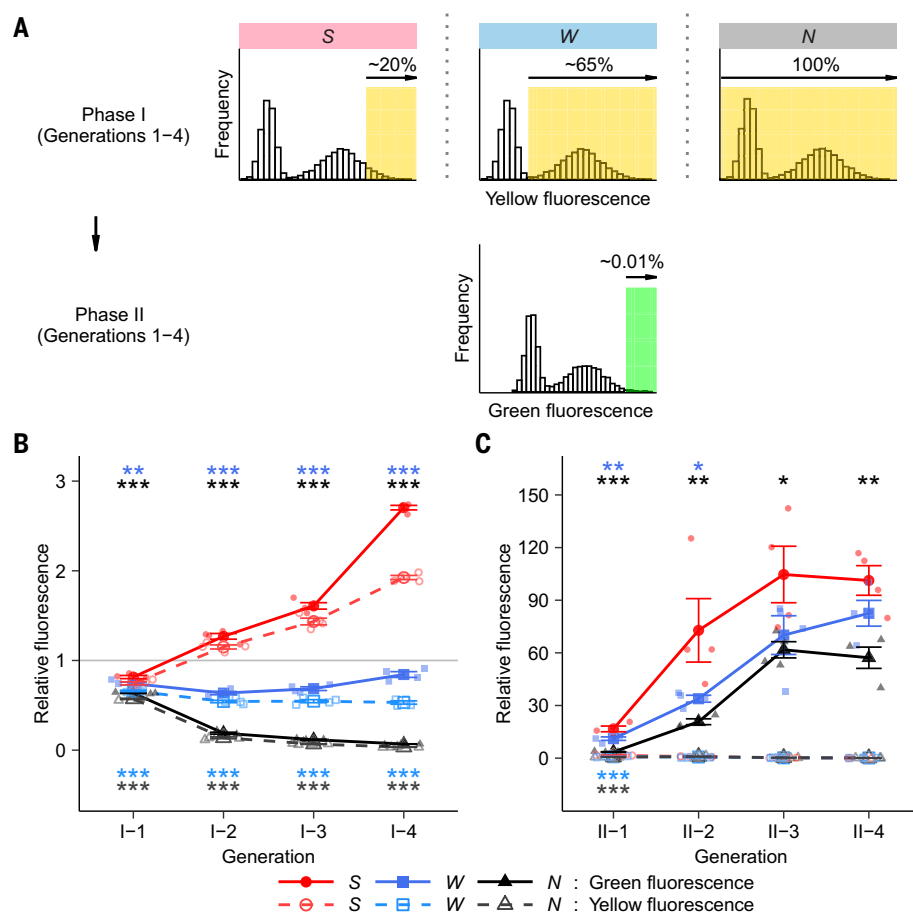 A
S
W
N
~20%
~65%
100%
Phase I
(Generations 1−4)
Frequency
Yellow fluorescence
~0.01%
Phase II
(Generations 1−4)
Frequency
Green fluorescence
B
** *** *** ***
*** *** *** ***
3
2
1
0
Relative fluorescence
*** *** *** ***
*** *** *** ***
I−1 I−2 I−3 I−4
Generation
C
** *
*** ** * **
150
120
90
60
30
0
Relative fluorescence
***
***
II−1 II−2 II−3 II−4
Generation
S W N : Green fluorescence
S W N : Yellow fluorescence